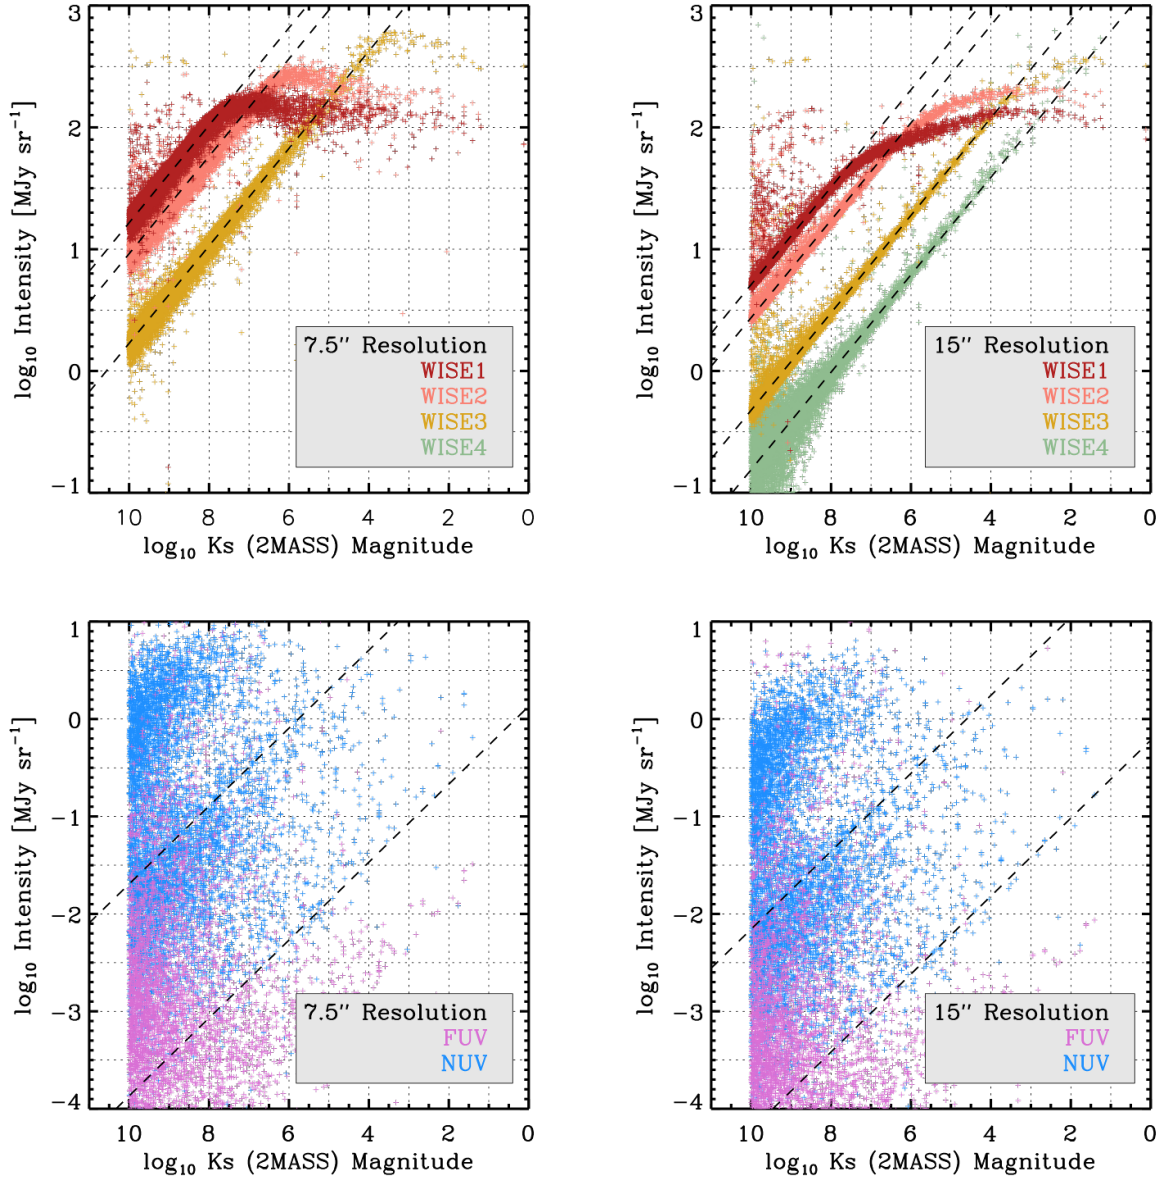 3
2
1
0
−1
log₁₀ Intensity [MJy sr⁻¹]
7.5″ Resolution
WISE1
WISE2
WISE3
WISE4
10 8 6 4 2 0
log₁₀ Ks (2MASS) Magnitude
3
2
1
0
−1
log₁₀ Intensity [MJy sr⁻¹]
15″ Resolution
WISE1
WISE2
WISE3
WISE4
10 8 6 4 2 0
log₁₀ Ks (2MASS) Magnitude
1
0
−1
−2
−3
−4
log₁₀ Intensity [MJy sr⁻¹]
7.5″ Resolution
FUV
NUV
10 8 6 4 2 0
log₁₀ Ks (2MASS) Magnitude
1
0
−1
−2
−3
−4
log₁₀ Intensity [MJy sr⁻¹]
15″ Resolution
FUV
NUV
10 8 6 4 2 0
log₁₀ Ks (2MASS) Magnitude